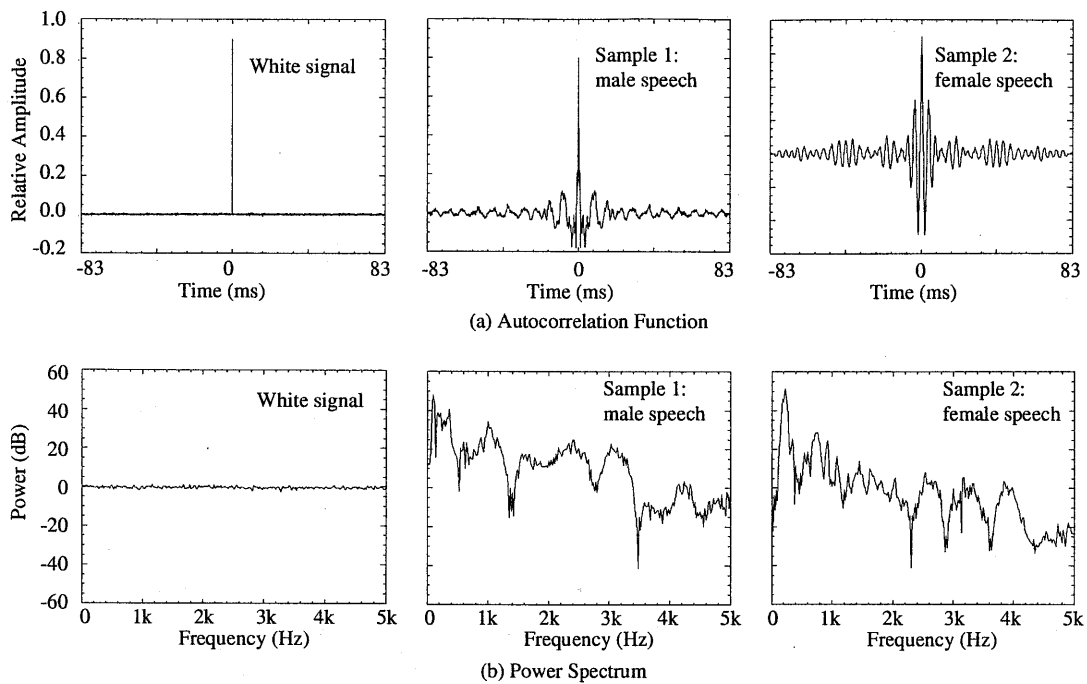 1.0
0.8
0.6
0.4
0.2
0.0
-0.2
Relative Amplitude
White signal
-83 0 83
Time (ms)
Sample 1:
male speech
-83 0 83
Time (ms)
Sample 2:
female speech
-83 0 83
Time (ms)
(a) Autocorrelation Function
60
40
20
0
-20
-40
-60
Power (dB)
White signal
0 1k 2k 3k 4k 5k
Frequency (Hz)
Sample 1:
male speech
0 1k 2k 3k 4k 5k
Frequency (Hz)
Sample 2:
female speech
0 1k 2k 3k 4k 5k
Frequency (Hz)
(b) Power Spectrum